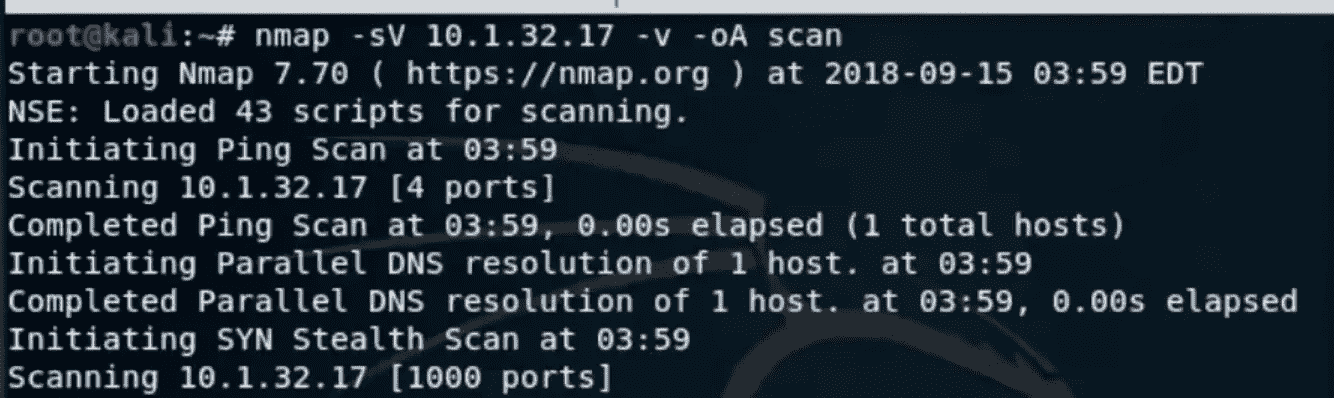 root@kali:~# nmap -sV 10.1.32.17 -v -oA scan
Starting Nmap 7.70 ( https://nmap.org ) at 2018-09-15 03:59 EDT
NSE: Loaded 43 scripts for scanning.
Initiating Ping Scan at 03:59
Scanning 10.1.32.17 [4 ports]
Completed Ping Scan at 03:59, 0.00s elapsed (1 total hosts)
Initiating Parallel DNS resolution of 1 host. at 03:59
Completed Parallel DNS resolution of 1 host. at 03:59, 0.00s elapsed
Initiating SYN Stealth Scan at 03:59
Scanning 10.1.32.17 [1000 ports]